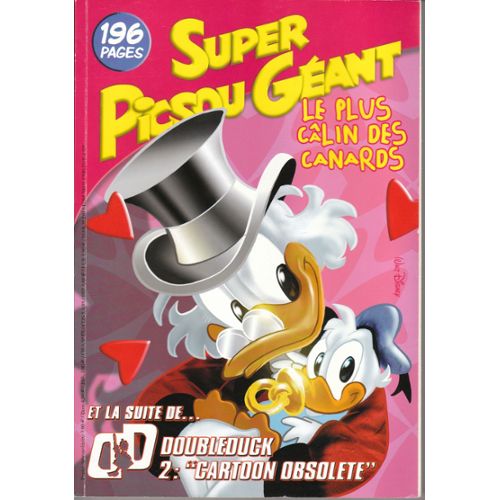 196
PAGES
SUPER
PICSOU GÉANT
LE PLUS
CÂLIN DES
CANARDS
Walt Disney
ET LA SUITE DE...
DD
DOUBLEDUCK
2: "CARTOON OBSOLETE"